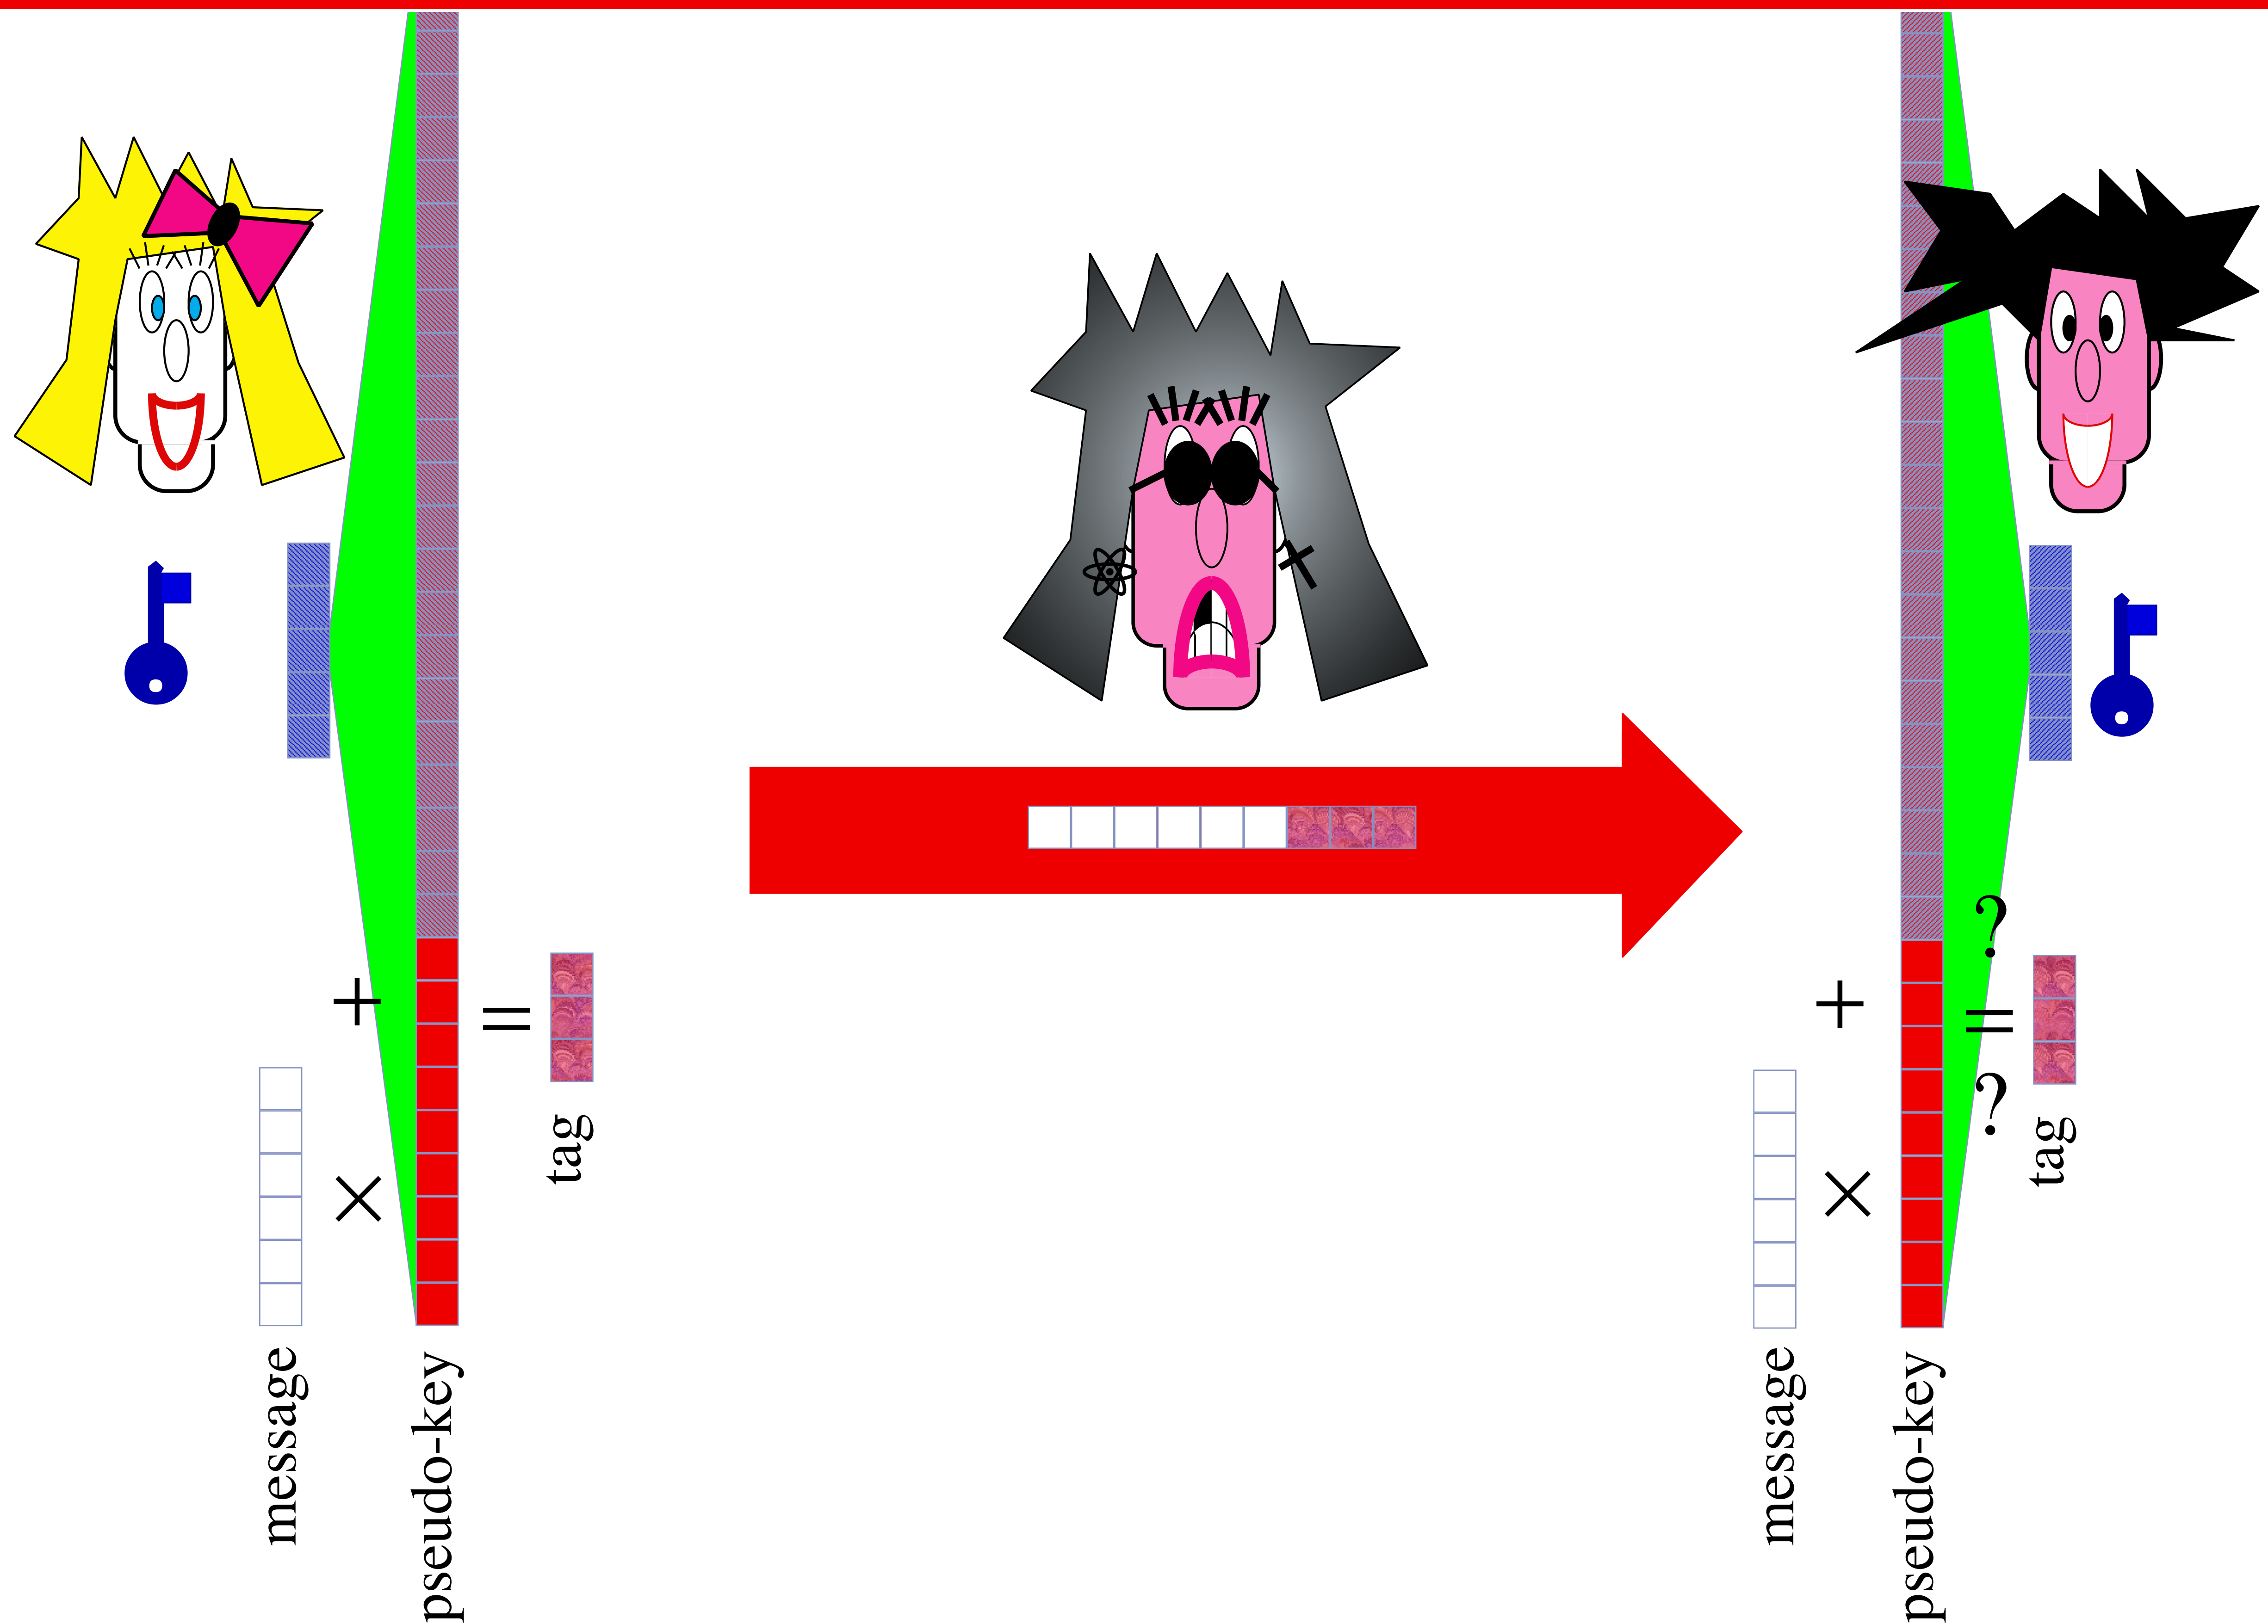 +
=
×
tag
message
pseudo-key
?
+
=
?
×
tag
message
pseudo-key